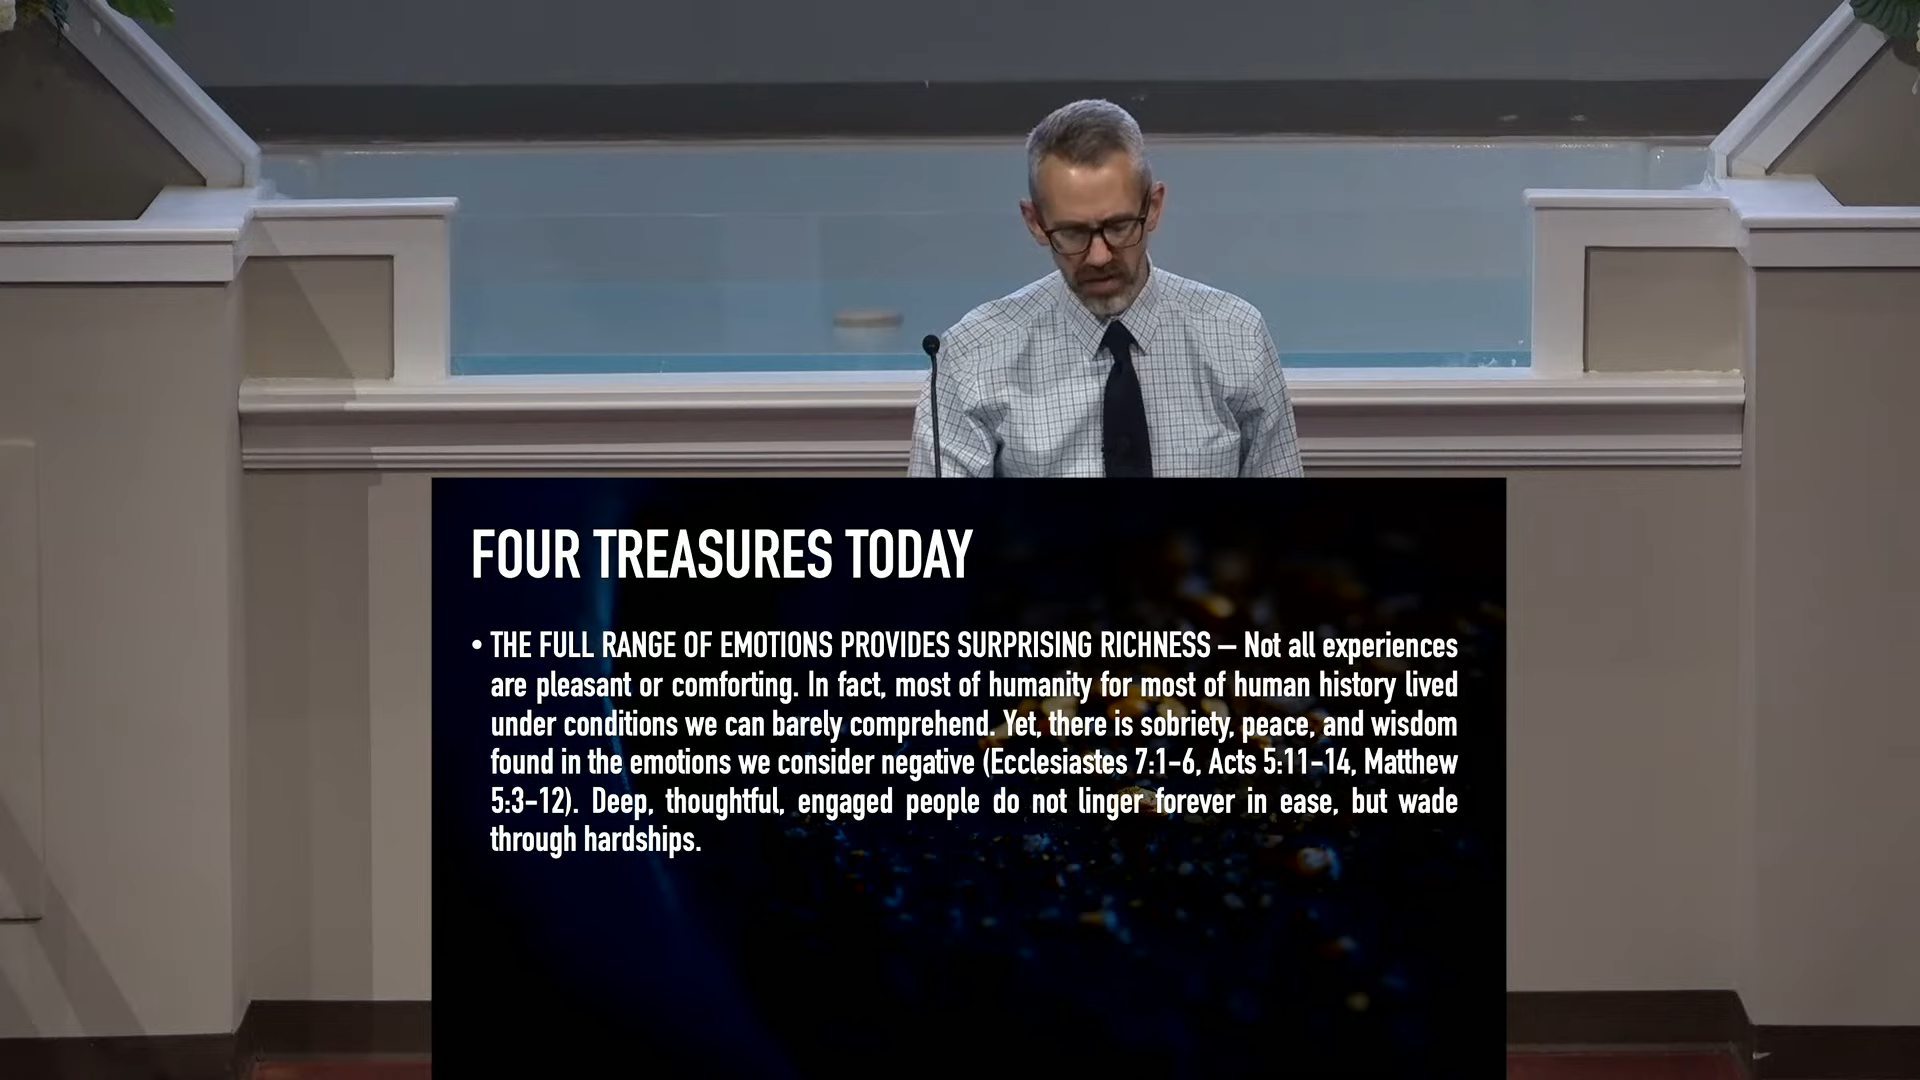 FOUR TREASURES TODAY
• THE FULL RANGE OF EMOTIONS PROVIDES SURPRISING RICHNESS – Not all experiences
are pleasant or comforting. In fact, most of humanity for most of human history lived
under conditions we can barely comprehend. Yet, there is sobriety, peace, and wisdom
found in the emotions we consider negative (Ecclesiastes 7:1-6, Acts 5:11-14, Matthew
5:3-12). Deep, thoughtful, engaged people do not linger forever in ease, but wade
through hardships.